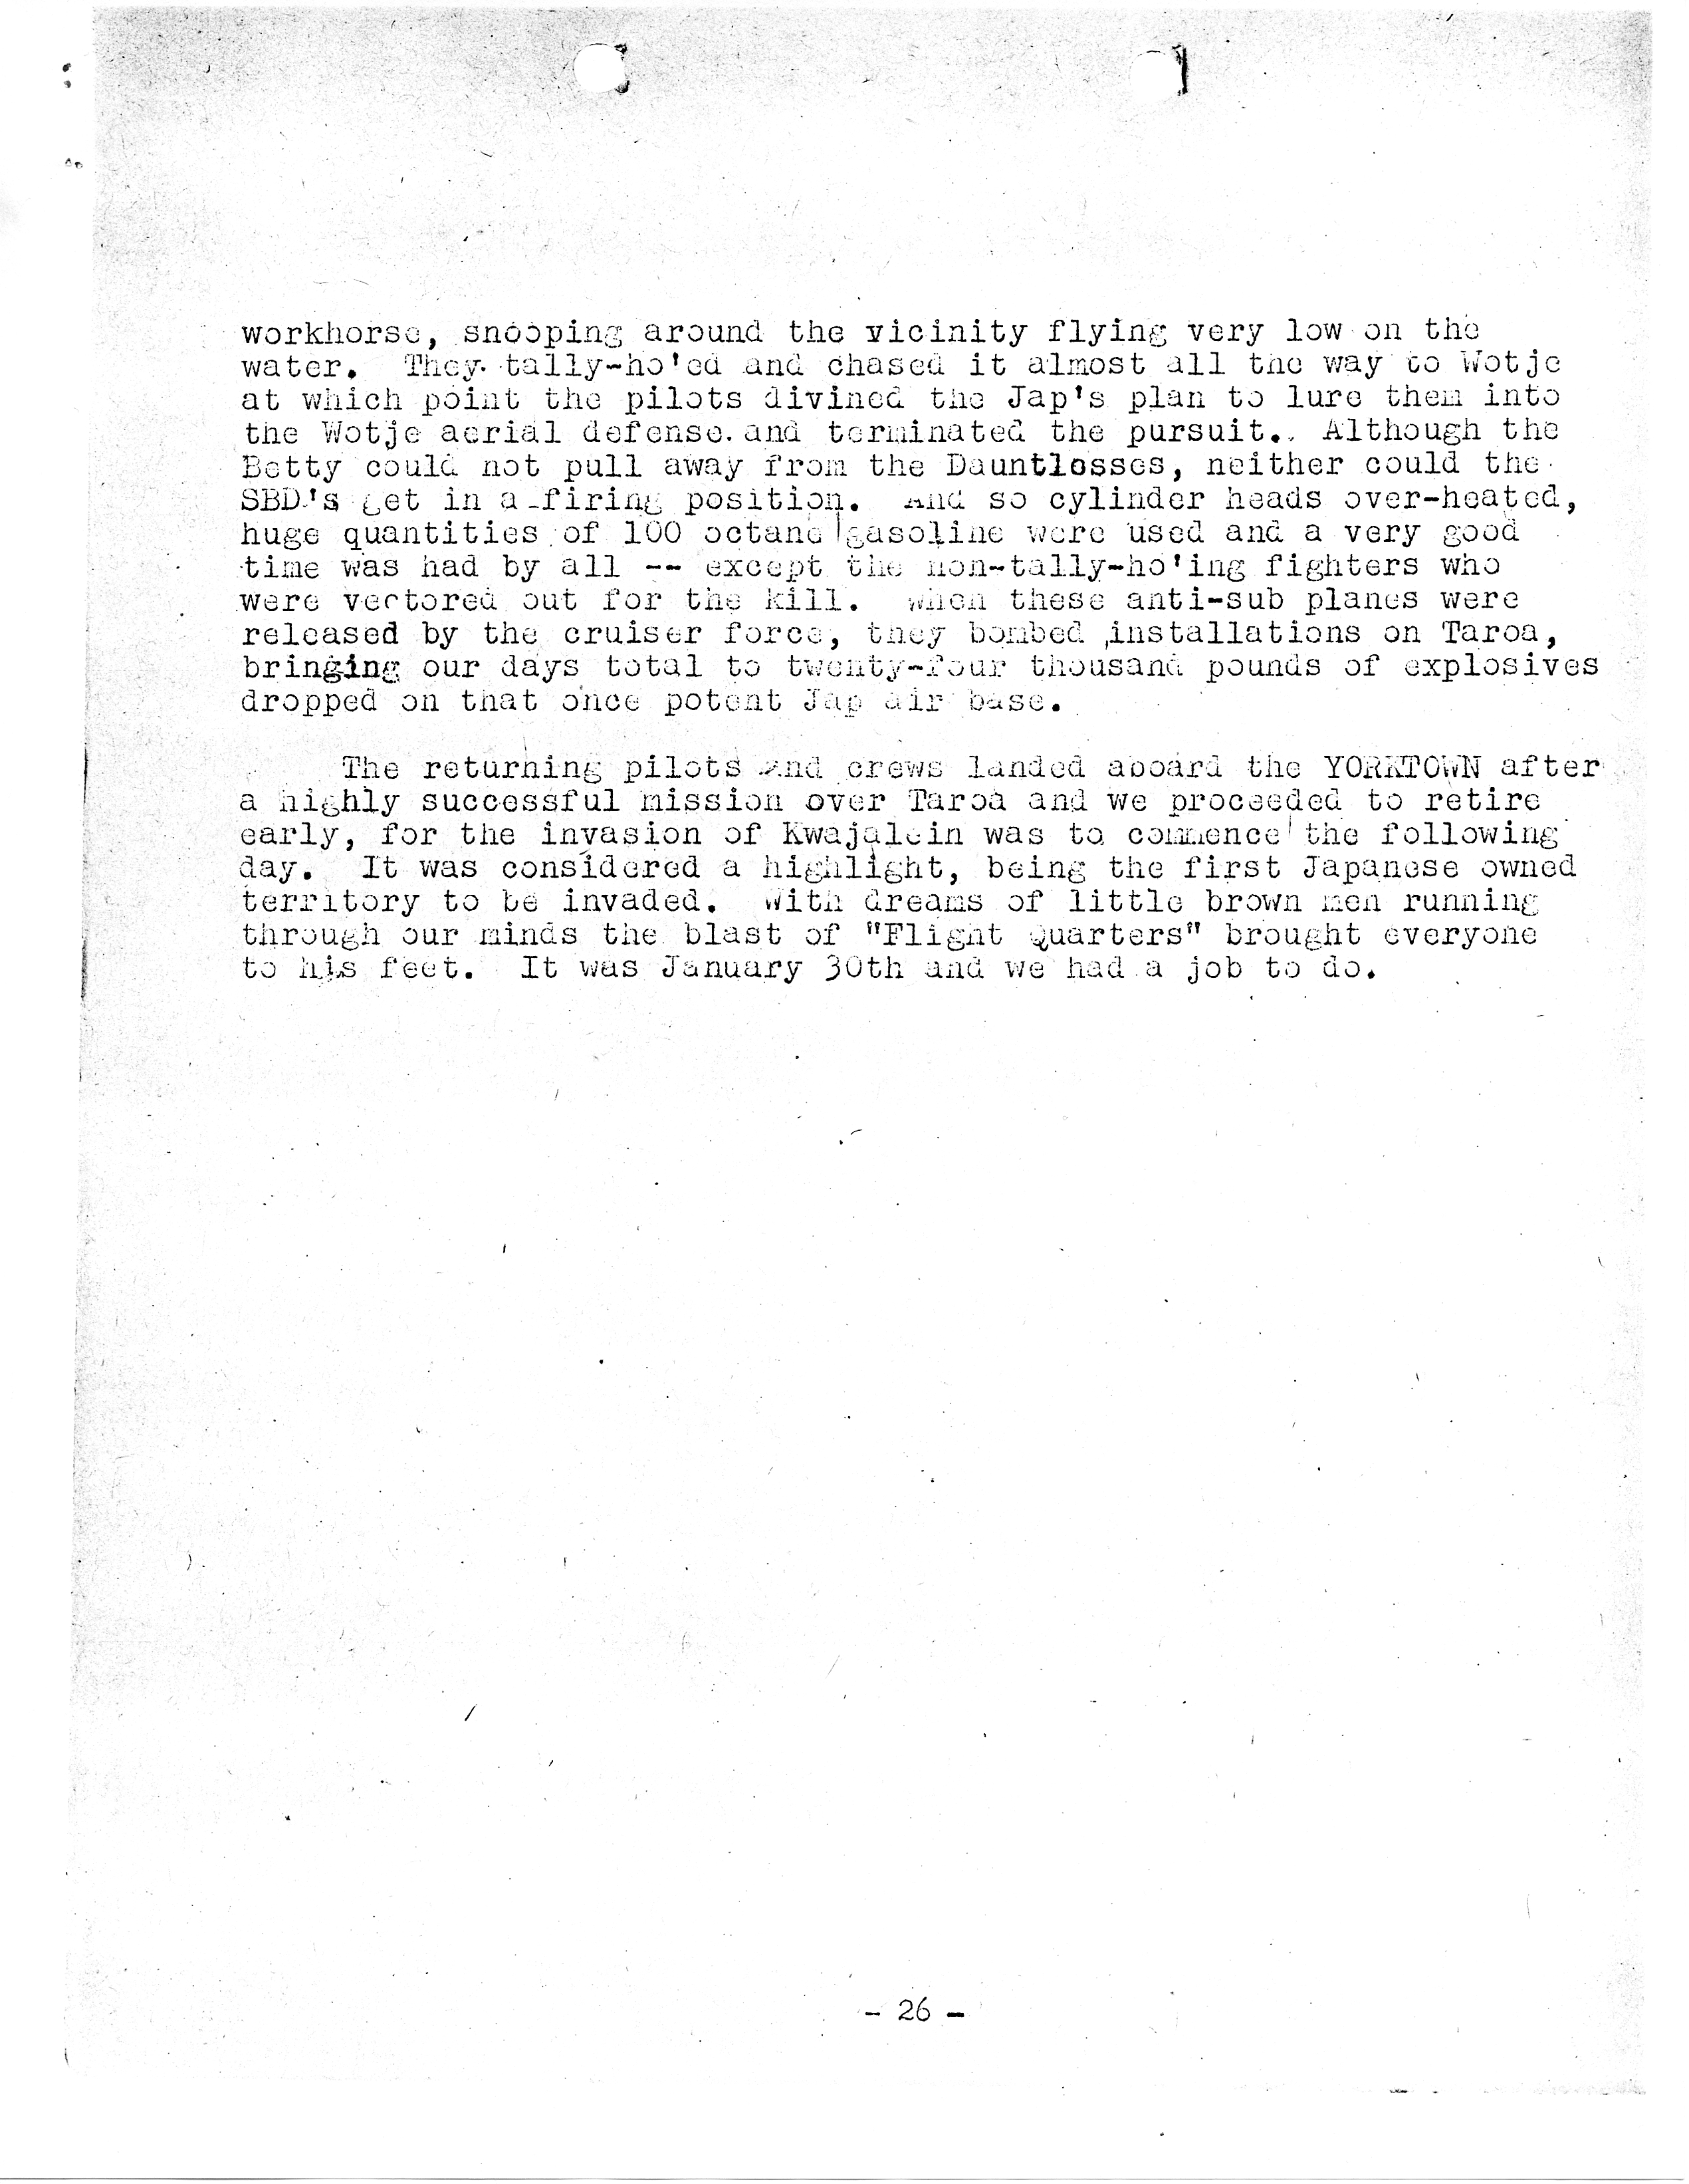 workhorse, snooping around the vicinity flying very low on the
water.  They tally-ho'ed and chased it almost all the way to Wotje
at which point the pilots divined the Jap's plan to lure them into
the Wotje aerial defense and terminated the pursuit.  Although the
Betty could not pull away from the Dauntlesses, neither could the
SBD's get in a firing position.  And so cylinder heads over-heated,
huge quantities of 100 octane gasoline were used and a very good
time was had by all -- except the non-tally-ho'ing fighters who
were vectored out for the kill.  When these anti-sub planes were
released by the cruiser force, they bombed installations on Taroa,
bringing our days total to twenty-four thousand pounds of explosives
dropped on that once potent Jap air base.
The returning pilots and crews landed aboard the YORKTOWN after
a highly successful mission over Taroa and we proceeded to retire
early, for the invasion of Kwajalein was to commence the following
day.  It was considered a highlight, being the first Japanese owned
territory to be invaded.  With dreams of little brown men running
through our minds the blast of "Flight Quarters" brought everyone
to his feet.  It was January 30th and we had a job to do.
- 26 -